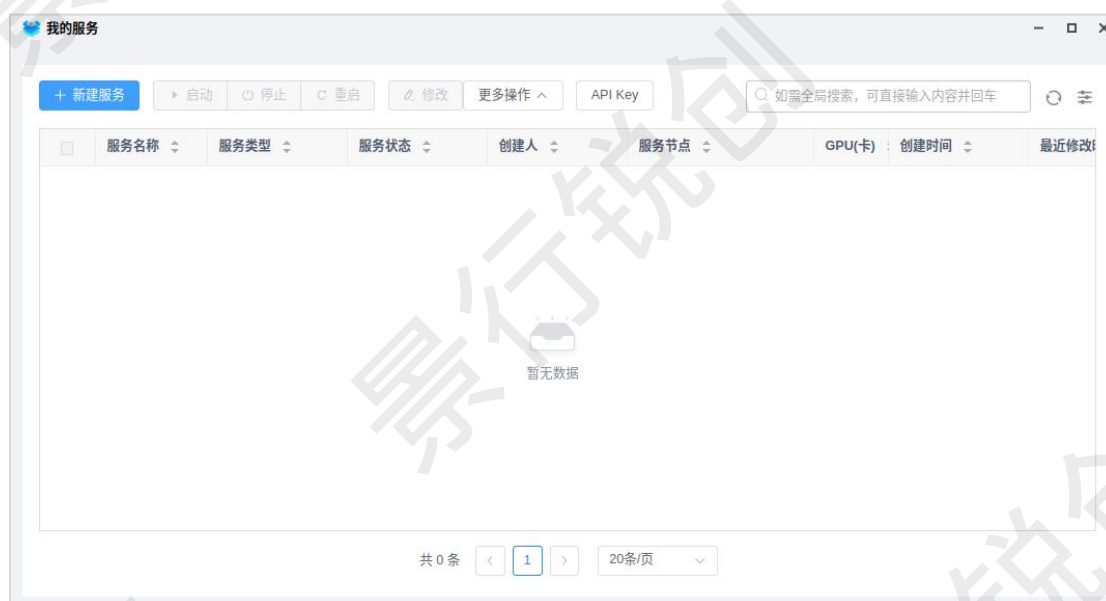 我的服务
新建服务 启动 停止 重启 修改 更多操作 API Key 如需全局搜索，可直接输入内容并回车
服务名称 服务类型 服务状态 创建人 服务节点 GPU(卡) 创建时间 最近修改
暂无数据
共 0 条 1 20条/页
景行锐创